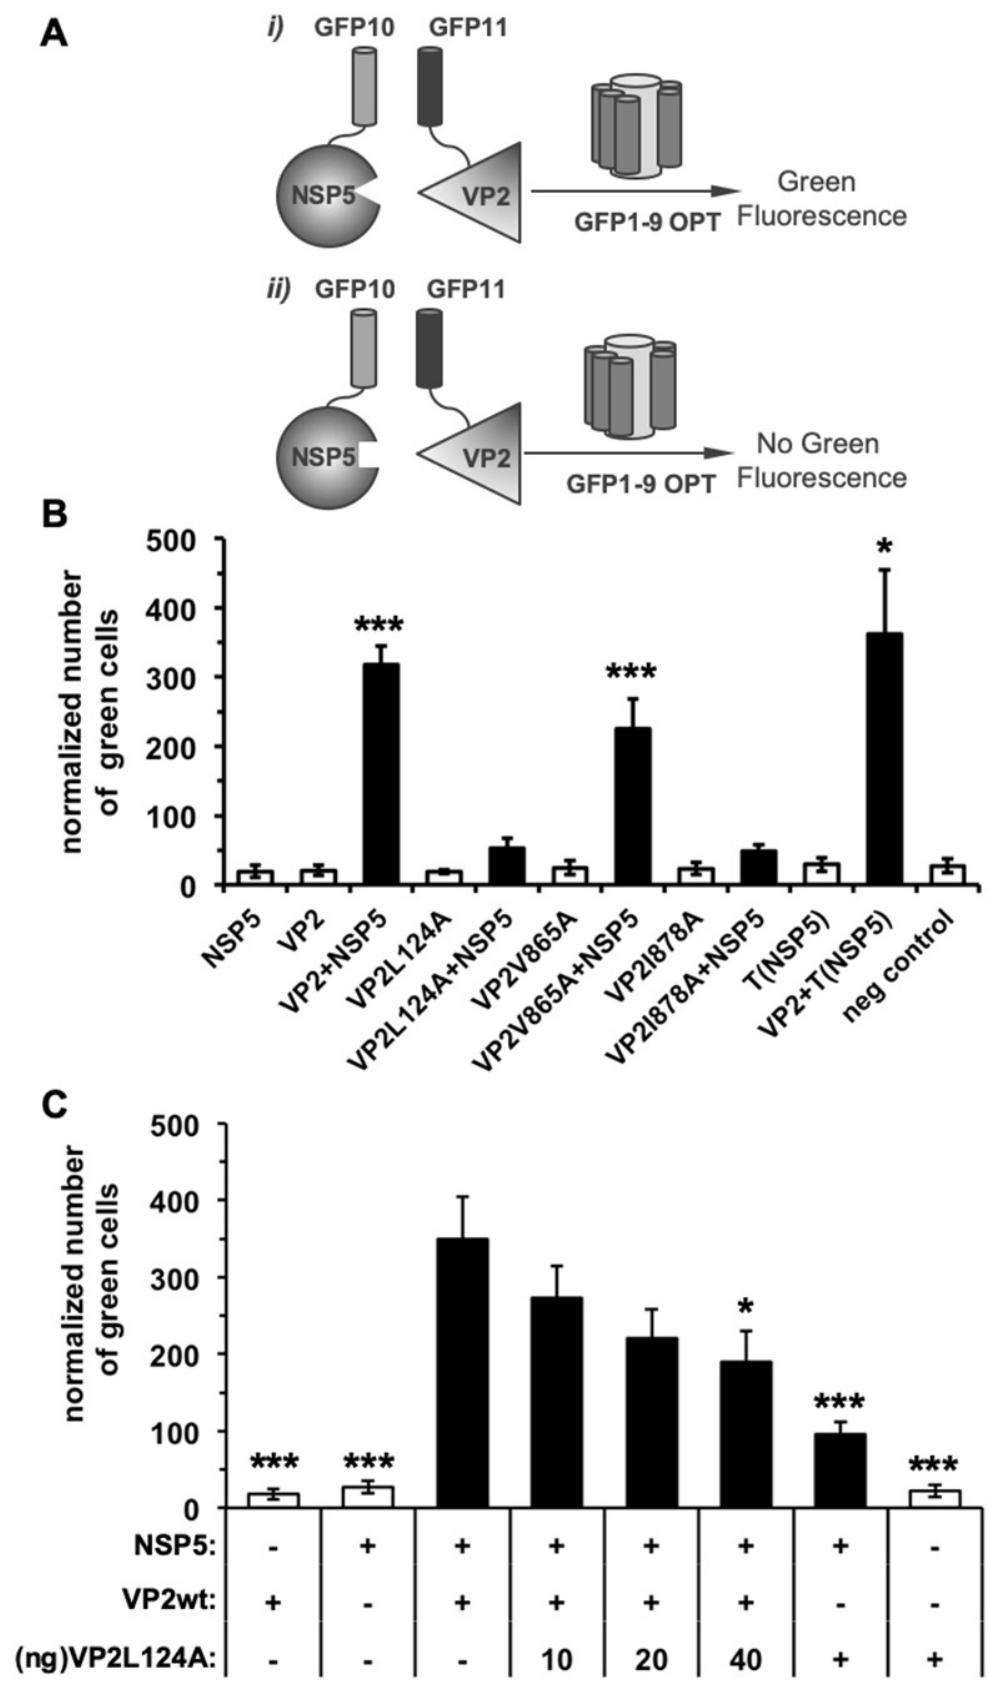 A
i) GFP10 GFP11
NSP5
VP2
GFP1-9 OPT
Green
Fluorescence
ii) GFP10 GFP11
NSP5
VP2
GFP1-9 OPT
No Green
Fluorescence
B
normalized number
of green cells
500
400
300
200
100
0
***
***
*
NSP5
VP2
VP2+NSP5
VP2L124A
VP2L124A+NSP5
VP2V865A
VP2V865A+NSP5
VP2I878A
VP2I878A+NSP5
T(NSP5)
VP2+T(NSP5)
neg control
C
normalized number
of green cells
500
400
300
200
100
0
*** *** * *** ***
NSP5: - + + + + + + -
VP2wt: + - + + + + - -
(ng)VP2L124A: - - - 10 20 40 + +